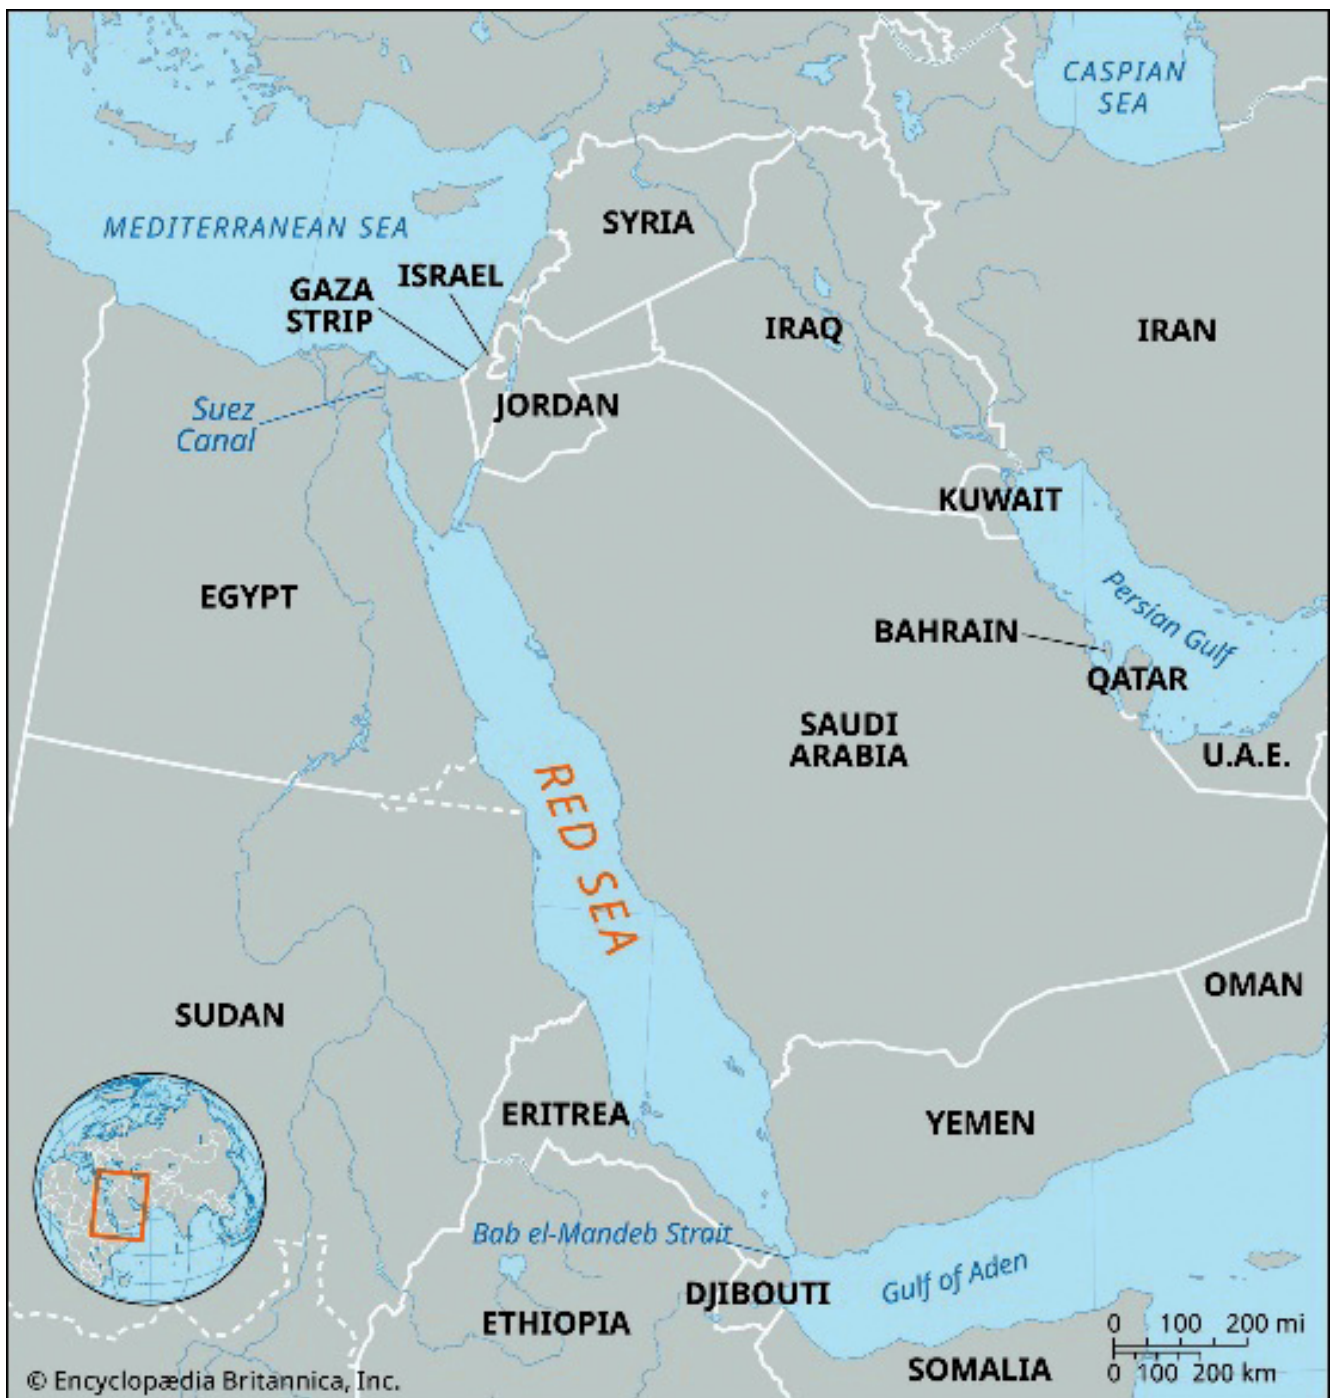 CASPIAN
SEA
MEDITERRANEAN SEA
SYRIA
GAZA
STRIP
ISRAEL
IRAQ
IRAN
Suez
Canal
JORDAN
KUWAIT
EGYPT
Persian Gulf
BAHRAIN
QATAR
SAUDI
ARABIA
U.A.E.
RED SEA
OMAN
SUDAN
ERITREA
YEMEN
Bab el-Mandeb Strait
Gulf of Aden
DJIBOUTI
ETHIOPIA
SOMALIA
0 100 200 mi
0 100 200 km
© Encyclopædia Britannica, Inc.